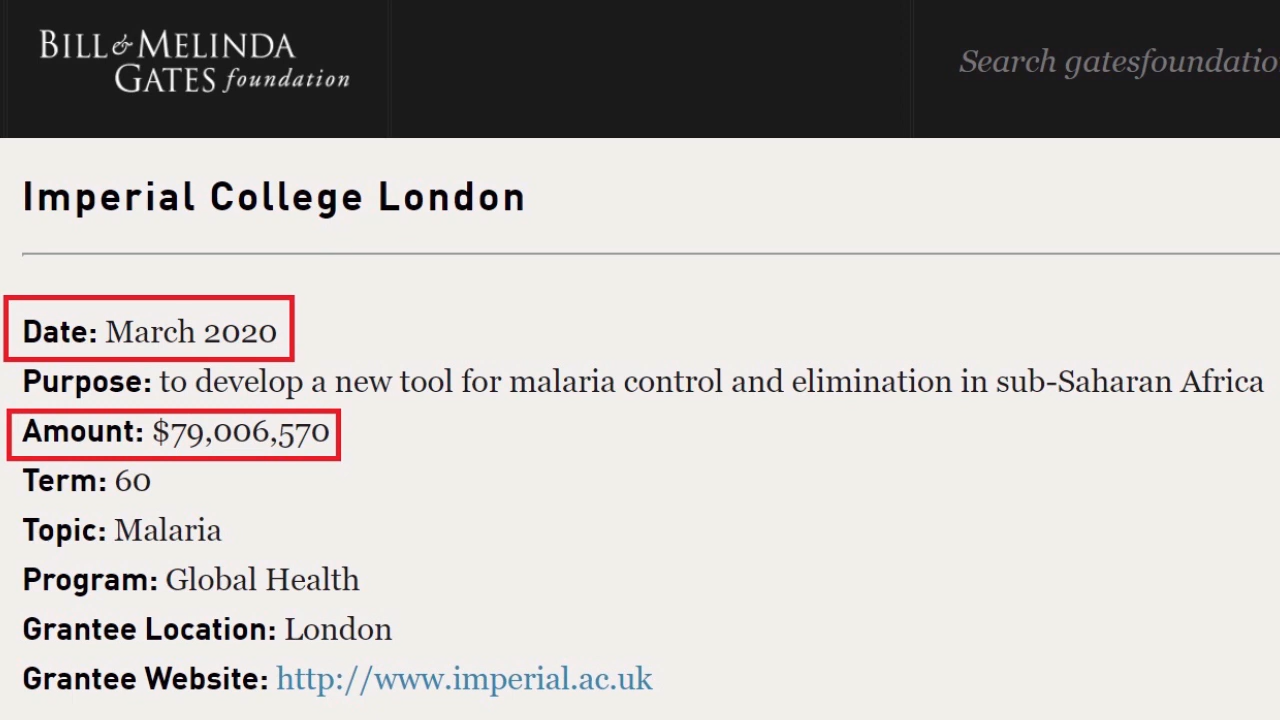 BILL & MELINDA
GATES foundation
Search gatesfoundatio
Imperial College London
Date: March 2020
Purpose: to develop a new tool for malaria control and elimination in sub-Saharan Africa
Amount: $79,006,570
Term: 60
Topic: Malaria
Program: Global Health
Grantee Location: London
Grantee Website: http://www.imperial.ac.uk